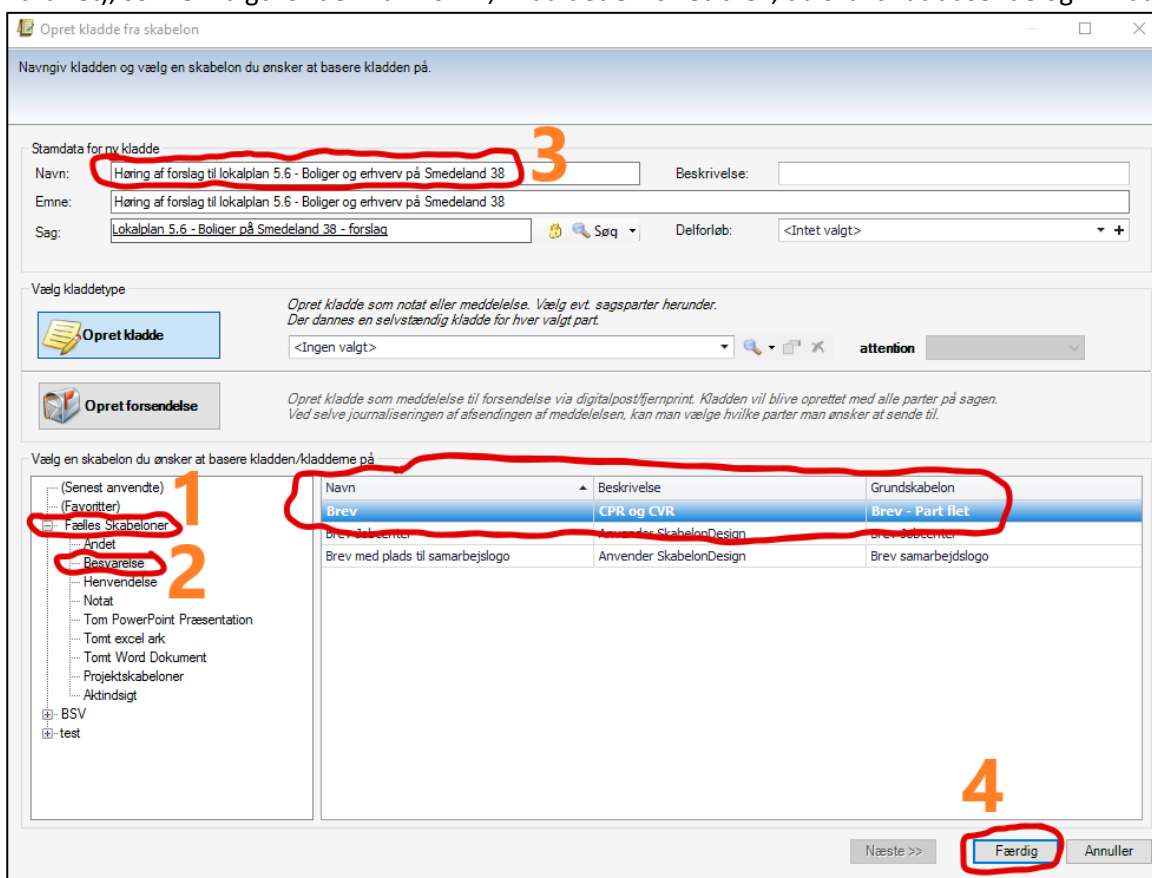 Opret kladde fra skabelon
Navngiv kladden og vælg en skabelon du ønsker at basere kladden på.
Stamdata for ny kladde
3
Navn: Høring af forslag til lokalplan 5.6 - Boliger og erhverv på Smedeland 38 Beskrivelse:
Emne: Høring af forslag til lokalplan 5.6 - Boliger og erhverv på Smedeland 38
Sag: Lokalplan 5.6 - Boliger på Smedeland 38 - forslag Søg Delforløb: <Intet valgt>
Vælg kladdetype
Opret kladde som notat eller meddelelse. Vælg evt. sagsparter herunder.
Der dannes en selvstændig kladde for hver valgt part.
Opret kladde
<Ingen valgt> attention
Opret forsendelse
Opret kladde som meddelelse til forsendelse via digitalpost/fjernprint. Kladden vil blive oprettet med alle parter på sagen.
Ved selve journaliseringen af afsendingen af meddelelsen, kan man vælge hvilke parter man ønsker at sende til.
Vælg en skabelon du ønsker at basere kladden/kladderne på
(Senest anvendte) 1
(Favoritter)
Fælles Skabeloner
Andet
Besvarelse 2
Henvendelse
Notat
Tom PowerPoint Præsentation
Tomt excel ark
Tomt Word Dokument
Projektskabeloner
Aktindsigt
BSV
test
Navn Beskrivelse Grundskabelon
Brev CPR og CVR Brev - Part flet
Brev Jobcenter Anvender SkabelonDesign Brev Jobcenter
Brev med plads til samarbejslogo Anvender SkabelonDesign Brev samarbejdslogo
4
Næste >> Færdig Annuller